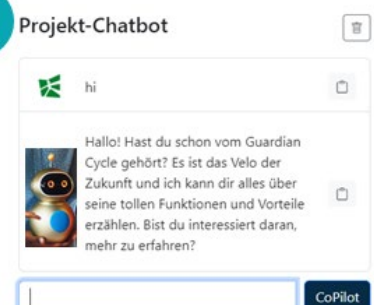 Projekt-Chatbot
hi
Hallo! Hast du schon vom Guardian
Cycle gehört? Es ist das Velo der
Zukunft und ich kann dir alles über
seine tollen Funktionen und Vorteile
erzählen. Bist du interessiert daran,
mehr zu erfahren?
CoPilot